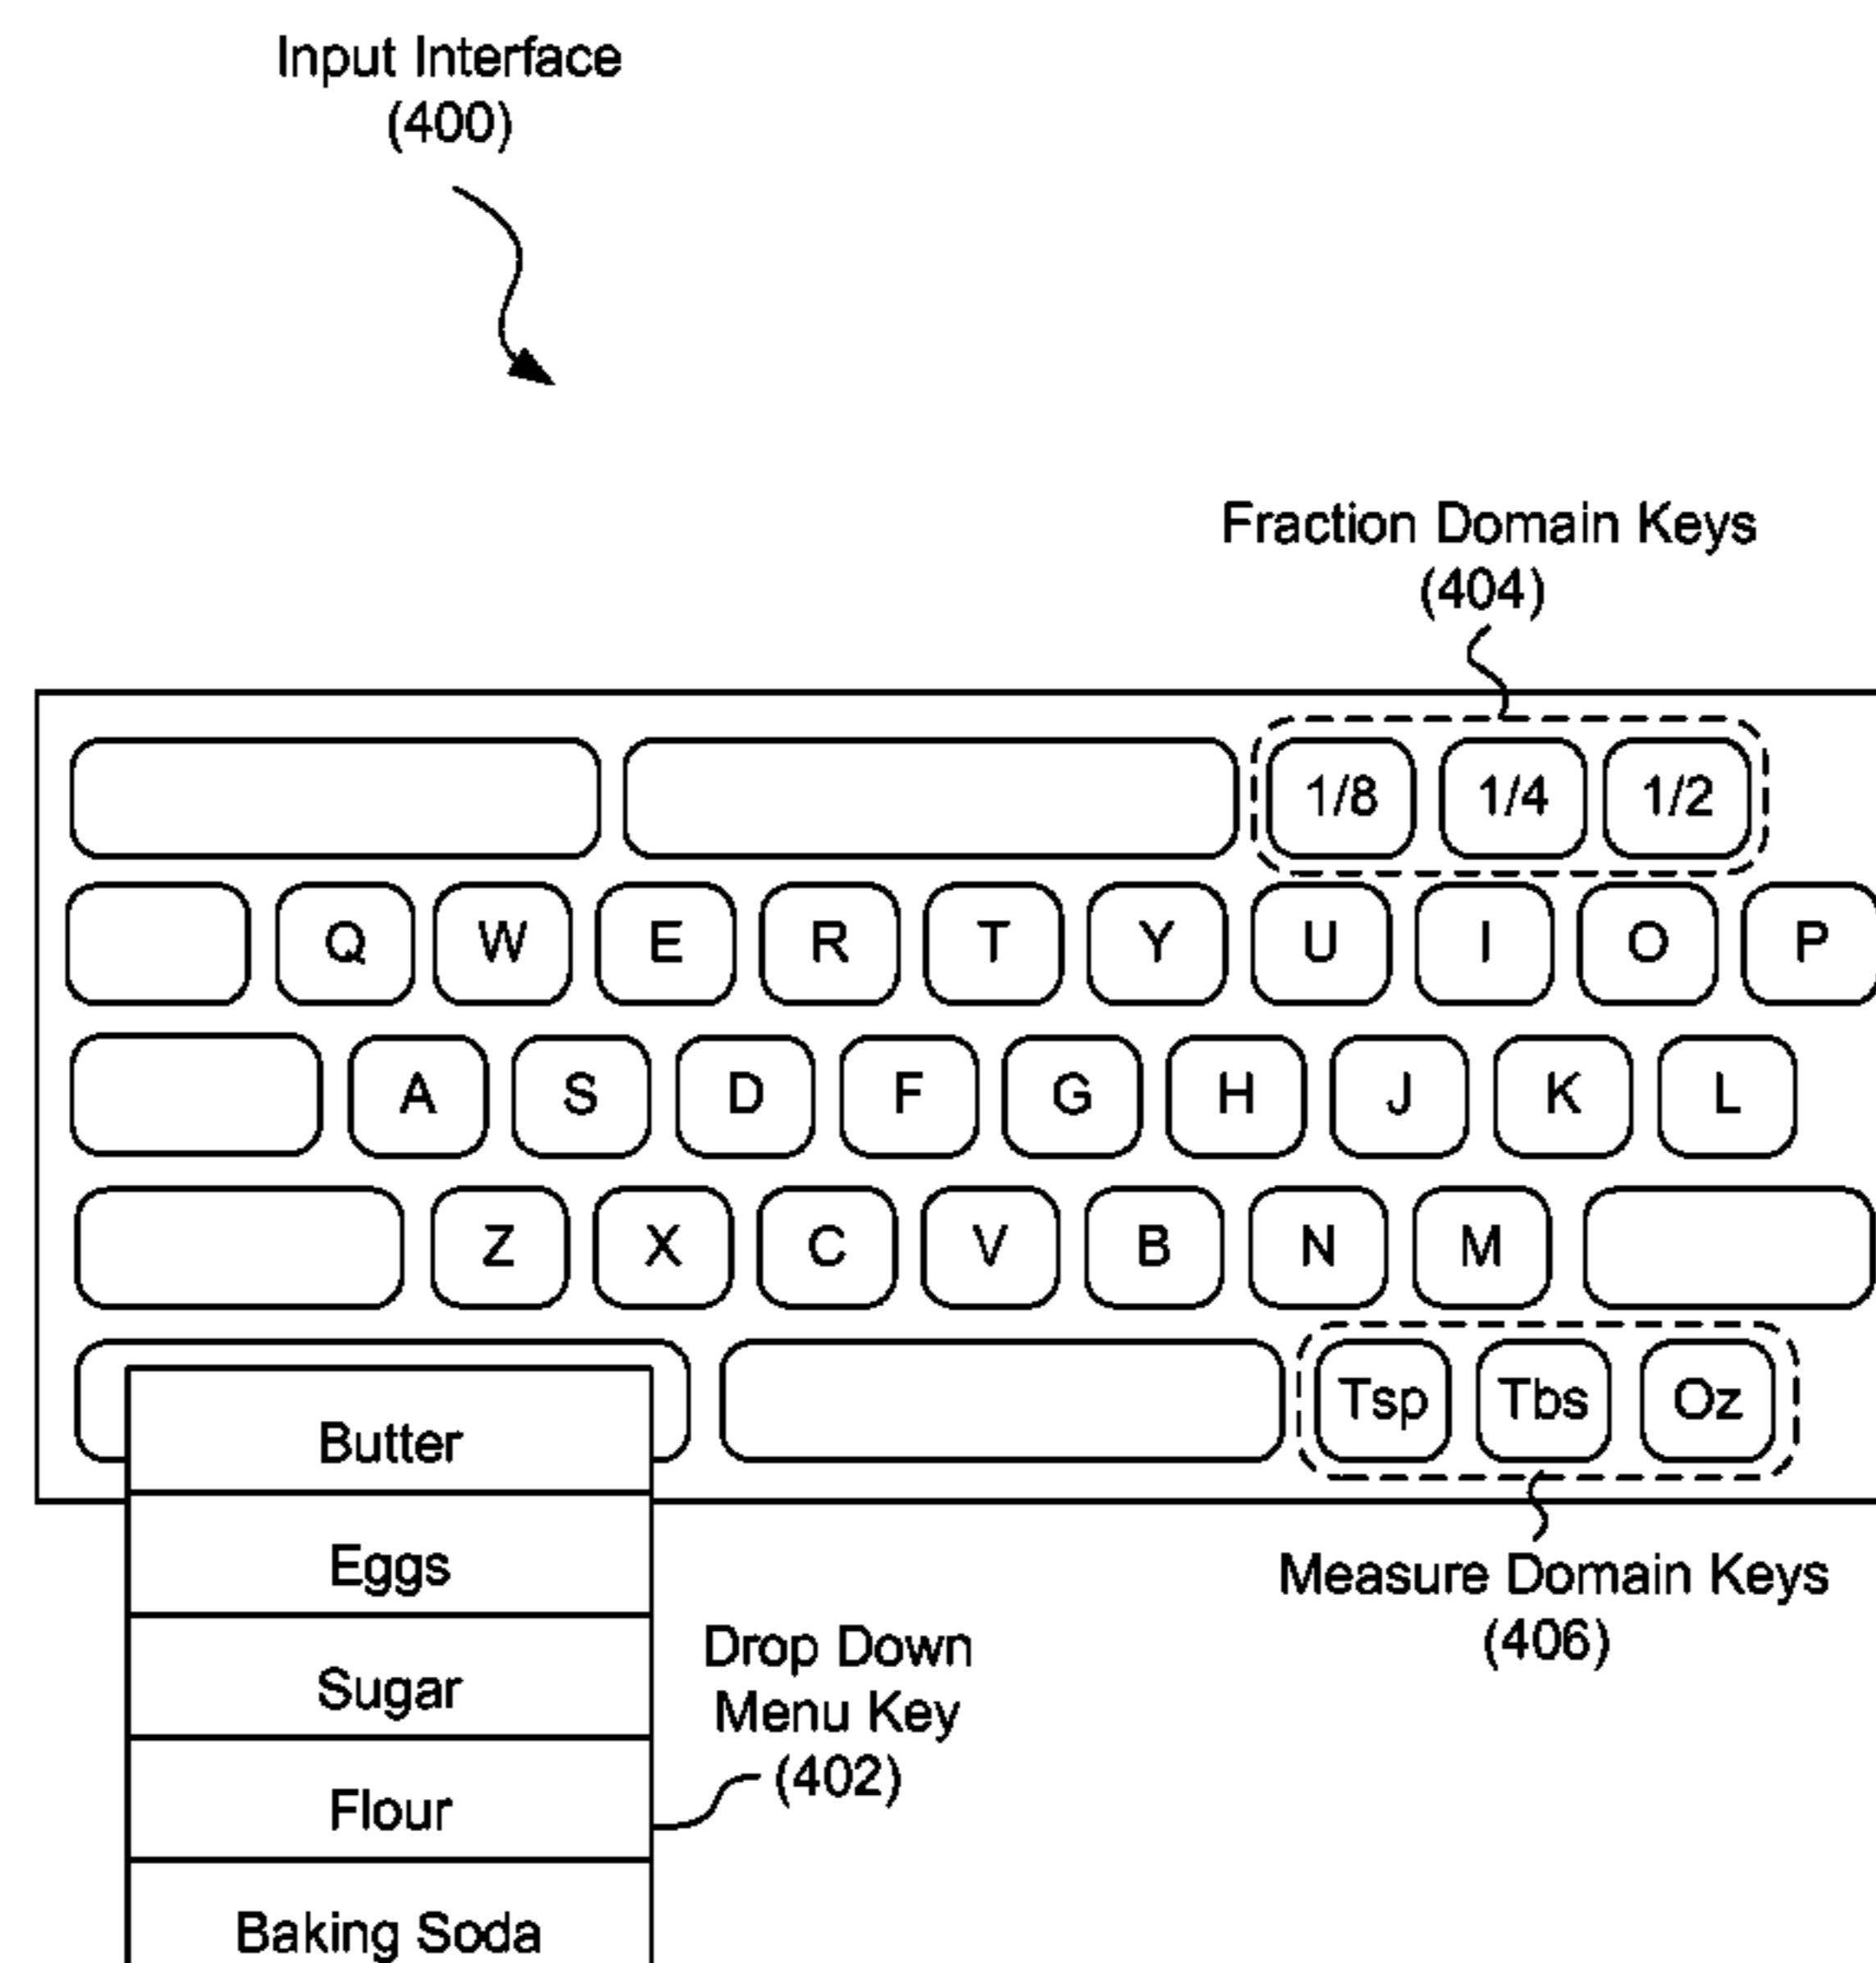 Input Interface
(400)
Fraction Domain Keys
(404)
1/8 1/4 1/2
Q W E R T Y U I O P
A S D F G H J K L
Z X C V B N M
Tsp Tbs Oz
Butter
Eggs
Measure Domain Keys
(406)
Sugar
Drop Down
Menu Key
(402)
Flour
Baking Soda